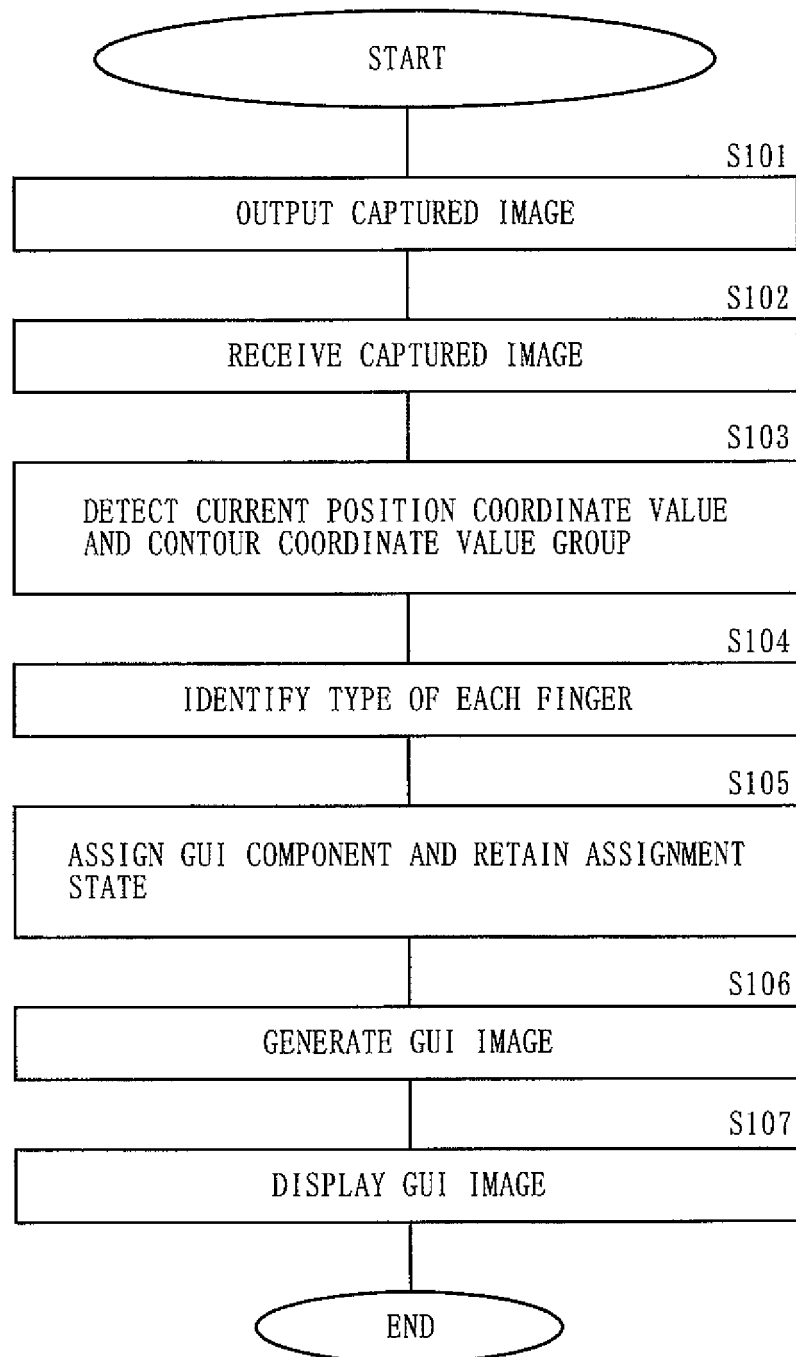 START
S101
OUTPUT CAPTURED IMAGE
S102
RECEIVE CAPTURED IMAGE
S103
DETECT CURRENT POSITION COORDINATE VALUE
AND CONTOUR COORDINATE VALUE GROUP
S104
IDENTIFY TYPE OF EACH FINGER
S105
ASSIGN GUI COMPONENT AND RETAIN ASSIGNMENT
STATE
S106
GENERATE GUI IMAGE
S107
DISPLAY GUI IMAGE
END